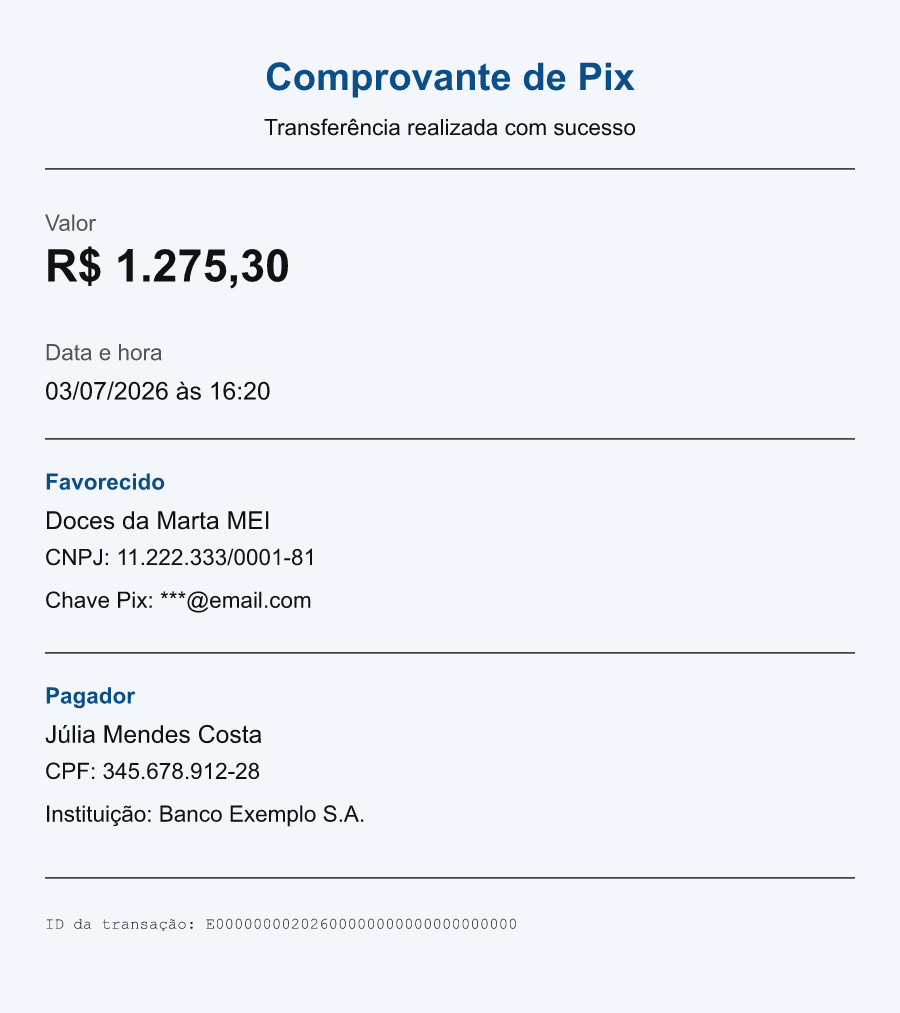 Comprovante de Pix
Transferência realizada com sucesso
Valor
R$ 1.275,30
Data e hora
03/07/2026 às 16:20
Favorecido
Doces da Marta MEI
CNPJ: 11.222.333/0001-81
Chave Pix: ***@email.com
Pagador
Júlia Mendes Costa
CPF: 345.678.912-28
Instituição: Banco Exemplo S.A.
ID da transação: E0000000020260000000000000000000